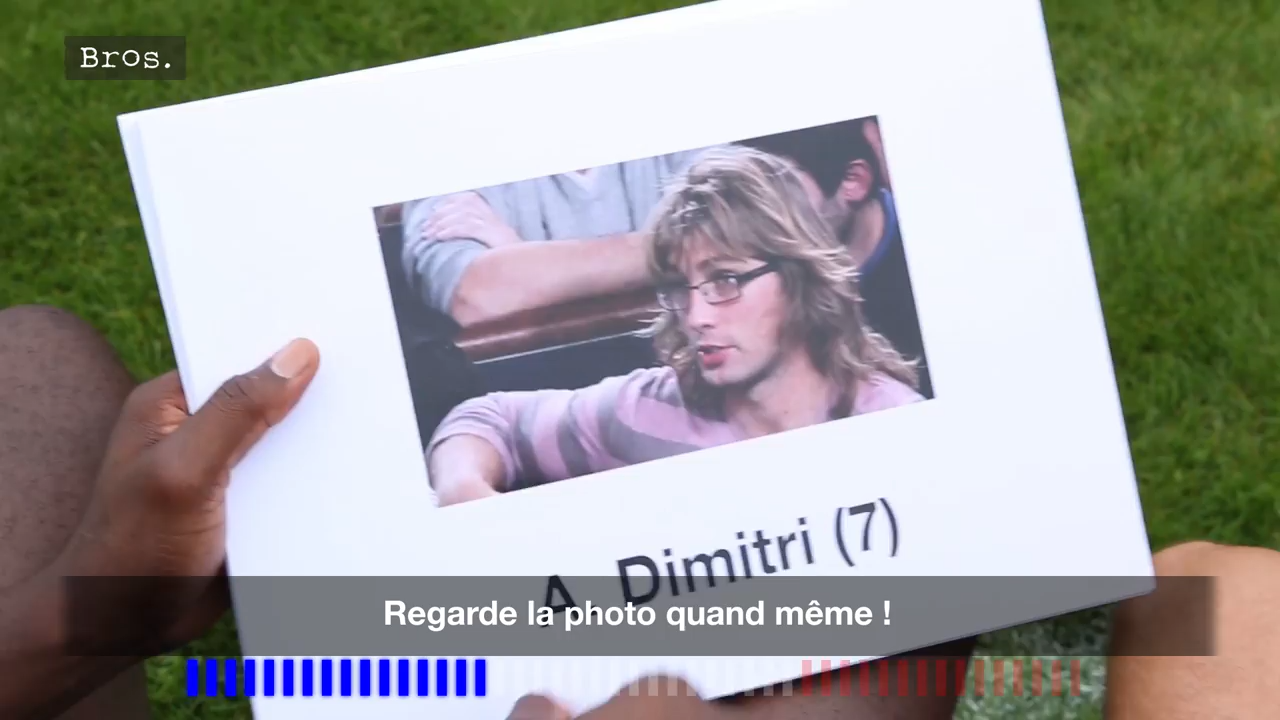 Bros.
A. Dimitri (7)
Regarde la photo quand même !